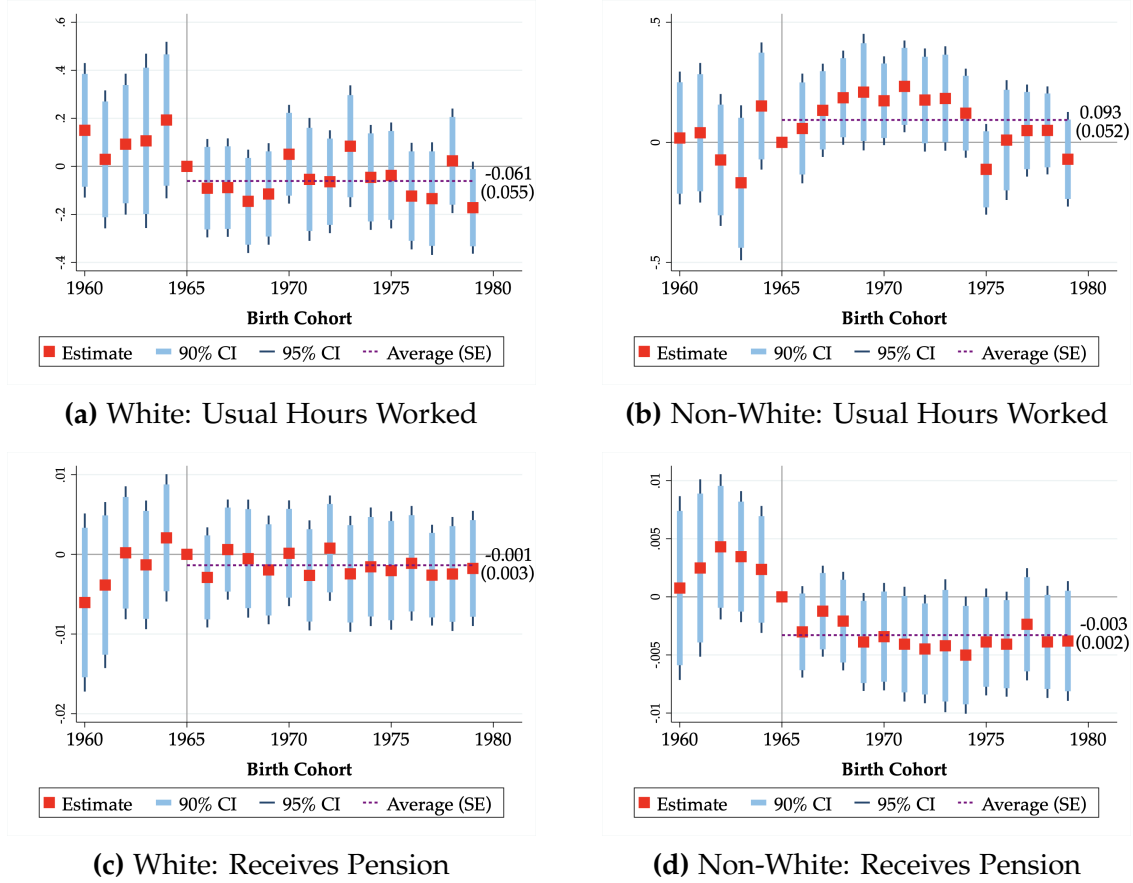 .6
.4
.2
0
-.2
-.4
-0.061
(0.055)
1960 1965 1970 1975 1980
Birth Cohort
Estimate 90% CI 95% CI Average (SE)
(a) White: Usual Hours Worked
.5
0
-.5
0.093
(0.052)
1960 1965 1970 1975 1980
Birth Cohort
Estimate 90% CI 95% CI Average (SE)
(b) Non-White: Usual Hours Worked
.01
0
-.01
-.02
-0.001
(0.003)
1960 1965 1970 1975 1980
Birth Cohort
Estimate 90% CI 95% CI Average (SE)
(c) White: Receives Pension
.01
.005
0
-.005
-.01
-0.003
(0.002)
1960 1965 1970 1975 1980
Birth Cohort
Estimate 90% CI 95% CI Average (SE)
(d) Non-White: Receives Pension